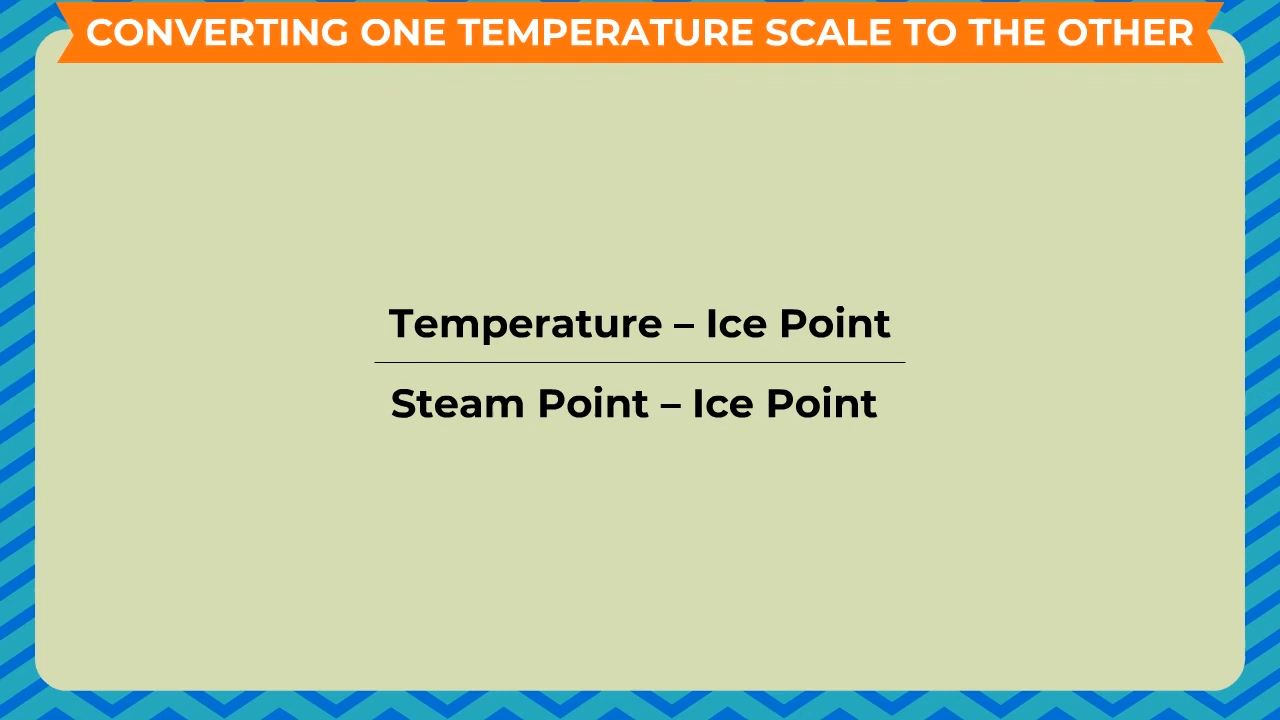 CONVERTING ONE TEMPERATURE SCALE TO THE OTHER
Temperature – Ice Point
Steam Point – Ice Point